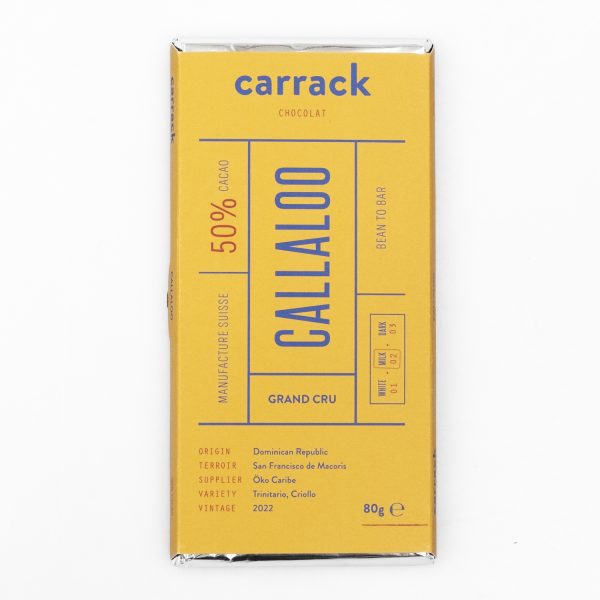 carrack
CHOCOLAT
50% CACAO
MANUFACTURE SUISSE
CALLALOO
GRAND CRU
BEAN TO BAR
WHITE • MILK • DARK
01 02 03
ORIGIN Dominican Republic
TERROIR San Francisco de Macoris
SUPPLIER Öko Caribe
VARIETY Trinitario, Criollo
VINTAGE 2022
80g ℮
carrack
CALLALOO